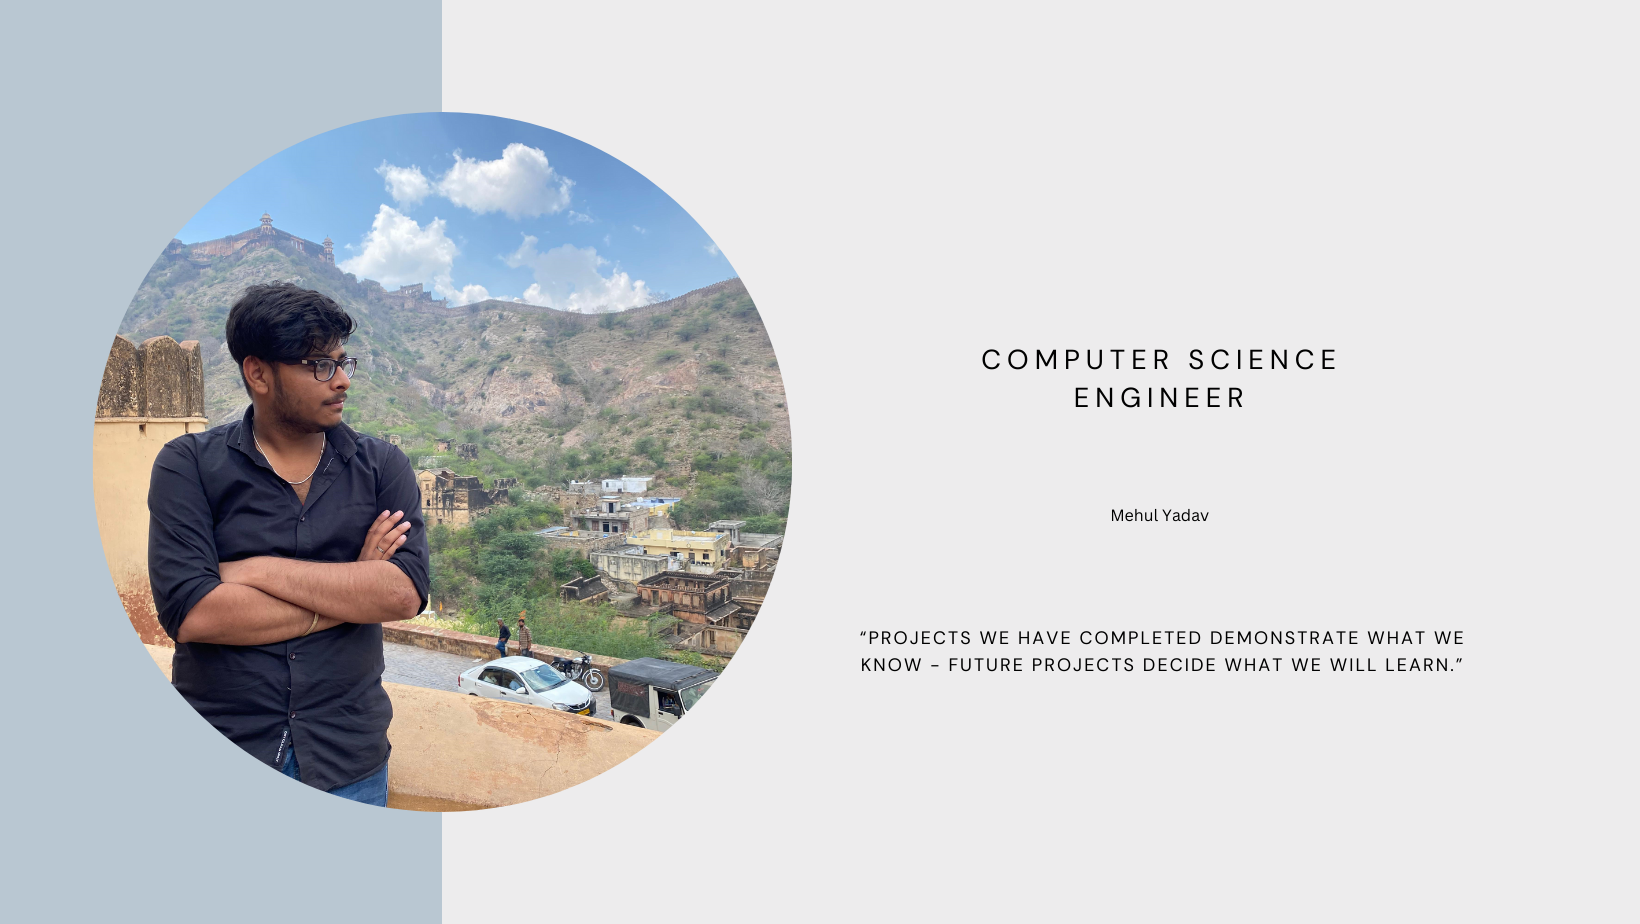 COMPUTER SCIENCE
ENGINEER
Mehul Yadav
“PROJECTS WE HAVE COMPLETED DEMONSTRATE WHAT WE
KNOW – FUTURE PROJECTS DECIDE WHAT WE WILL LEARN.”